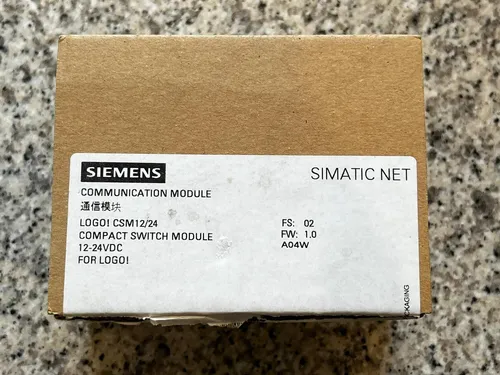 SIEMENS
SIMATIC NET
COMMUNICATION MODULE
通信模块
LOGO! CSM12/24
COMPACT SWITCH MODULE
12-24VDC
FOR LOGO!
FS: 02
FW: 1.0
A04W